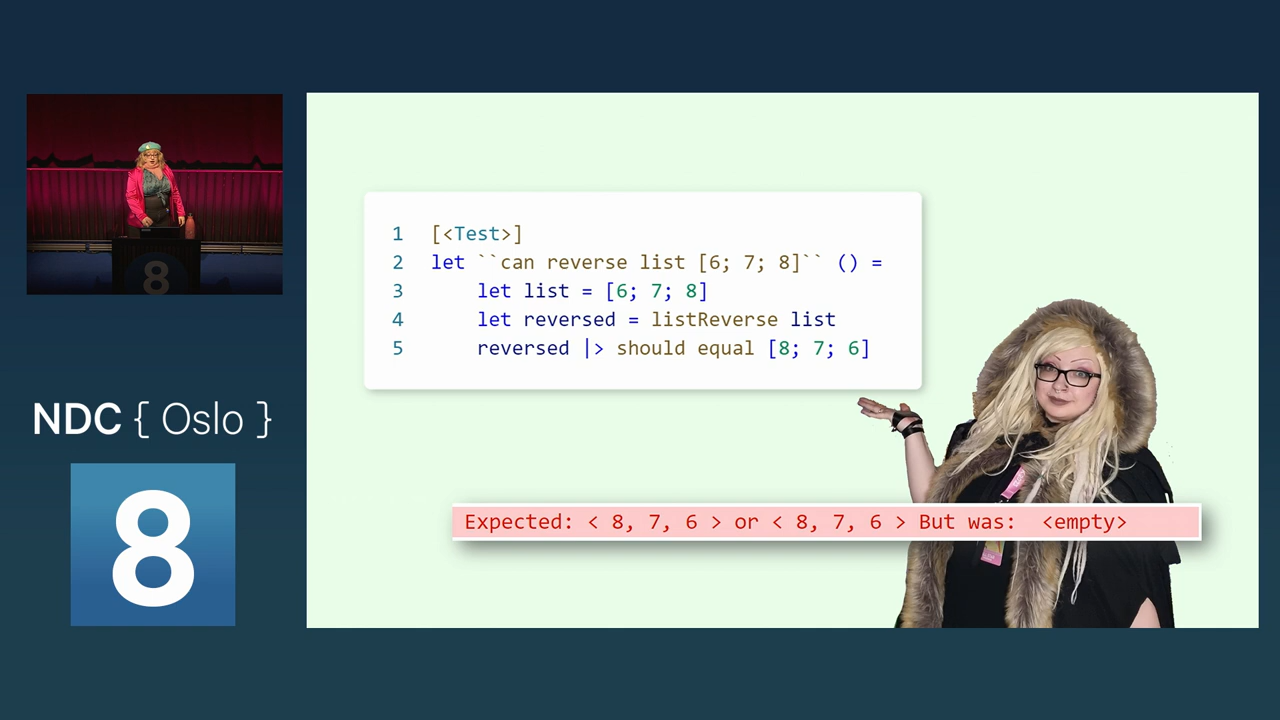 8
NDC { Oslo }
8
1 [<Test>]
2 let ``can reverse list [6; 7; 8]`` () =
3 let list = [6; 7; 8]
4 let reversed = listReverse list
5 reversed |> should equal [8; 7; 6]
Expected: < 8, 7, 6 > or < 8, 7, 6 > But was: <empty>